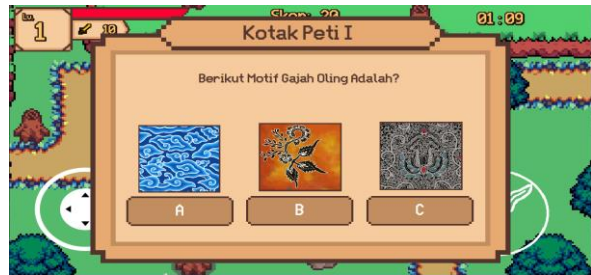 Lv.
1
10
Skor: 20
01:09
Kotak Peti I
Berikut Motif Gajah Oling Adalah?
A
B
C